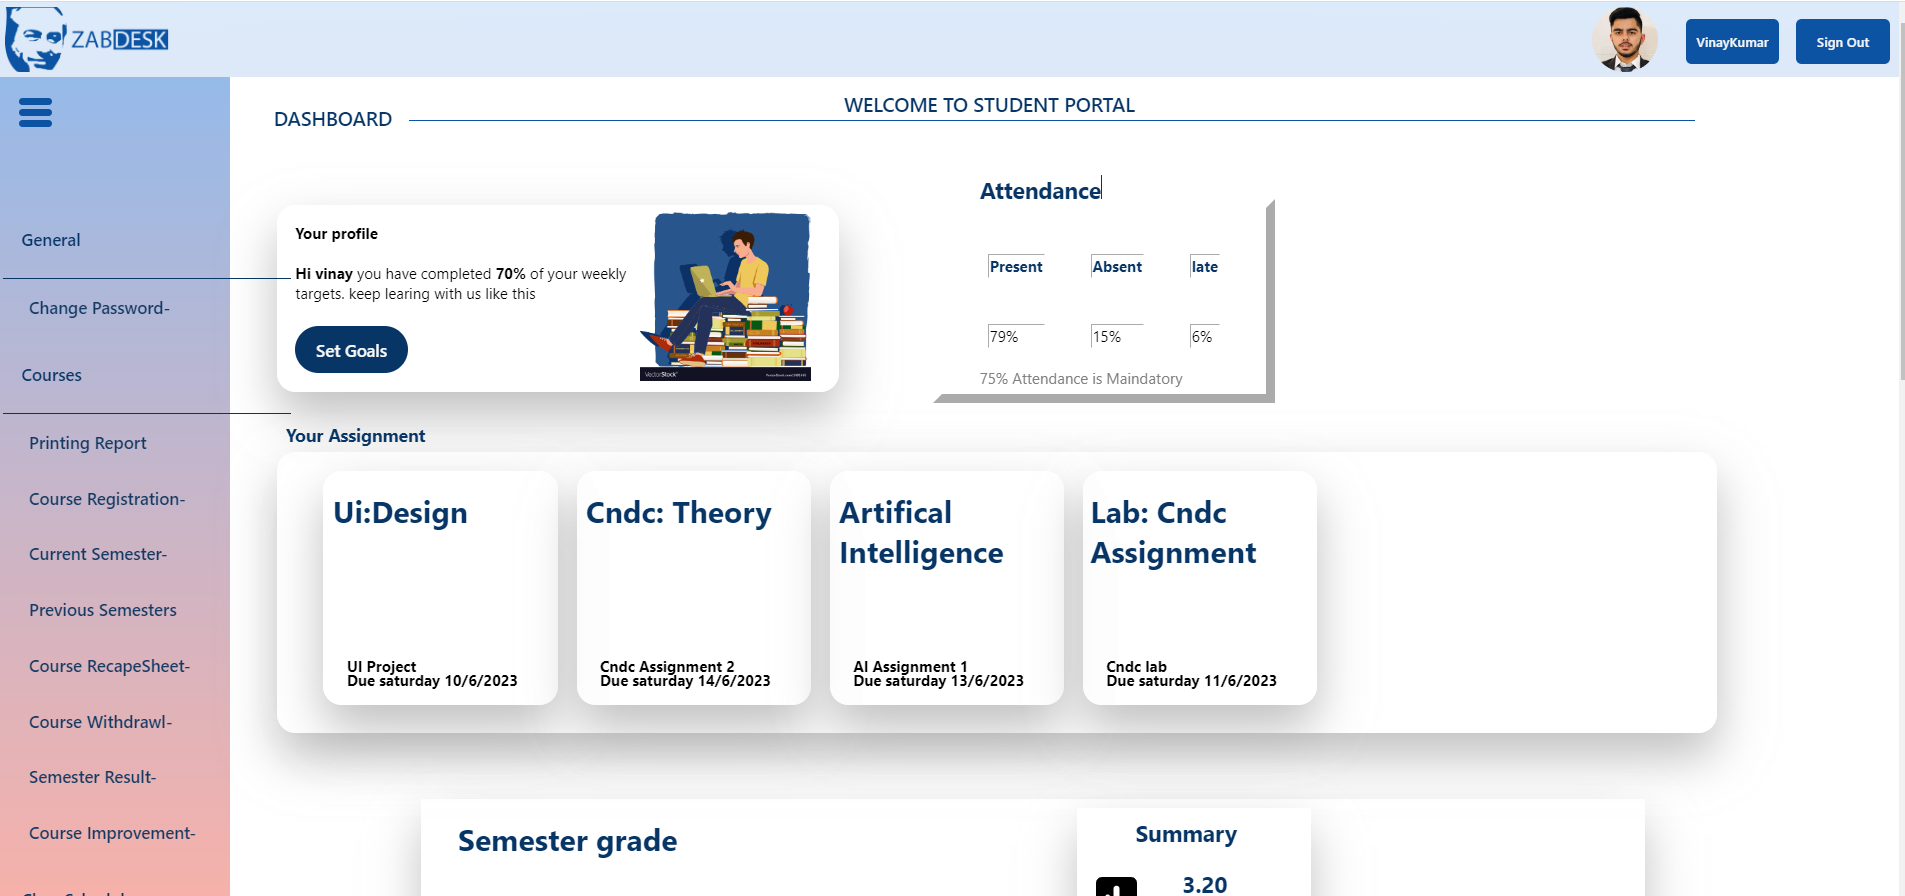 ZABDESK
VinayKumar
Sign Out
WELCOME TO STUDENT PORTAL
DASHBOARD
General
Change Password-
Courses
Printing Report
Course Registration-
Current Semester-
Previous Semesters
Course RecapeSheet-
Course Withdrawl-
Semester Result-
Course Improvement-
Your profile
Hi vinay you have completed 70% of your weekly
targets. keep learing with us like this
Set Goals
VectorStock
Attendance
Present Absent late
79% 15% 6%
75% Attendance is Maindatory
Your Assignment
Ui:Design
UI Project
Due saturday 10/6/2023
Cndc: Theory
Cndc Assignment 2
Due saturday 14/6/2023
Artifical
Intelligence
AI Assignment 1
Due saturday 13/6/2023
Lab: Cndc
Assignment
Cndc lab
Due saturday 11/6/2023
Semester grade
Summary
3.20